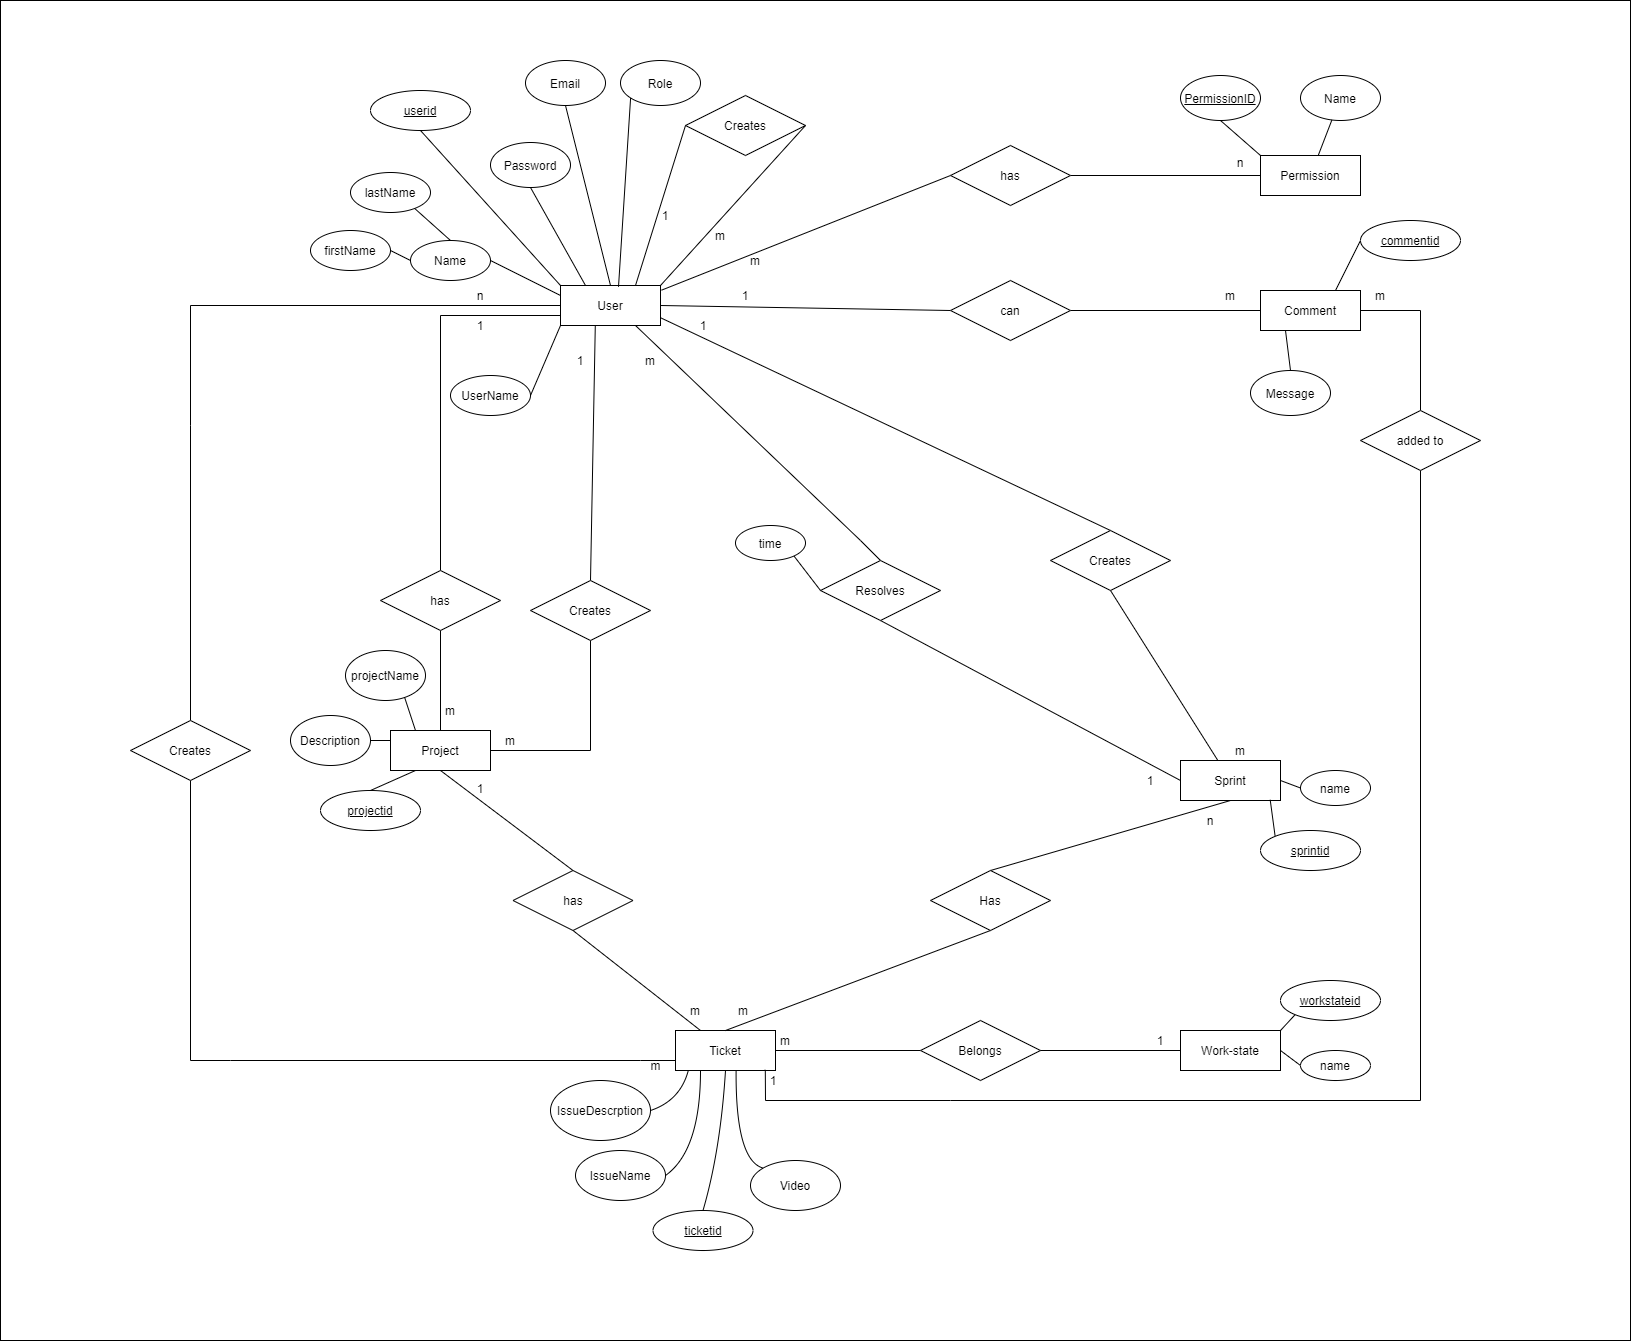 Email
Role
userid
Creates
PermissionID
Name
Password
has
n
Permission
lastName
1
m
firstName
Name
m
commentid
n
User
1
can
m
Comment
m
1
1
1
m
UserName
Message
added to
time
Creates
Resolves
has
Creates
projectName
m
Description
Project
m
Creates
m
1
Sprint
name
1
projectid
n
sprintid
has
Has
workstateid
m
m
Ticket
m
Belongs
1
Work-state
m
name
1
IssueDescrption
IssueName
Video
ticketid